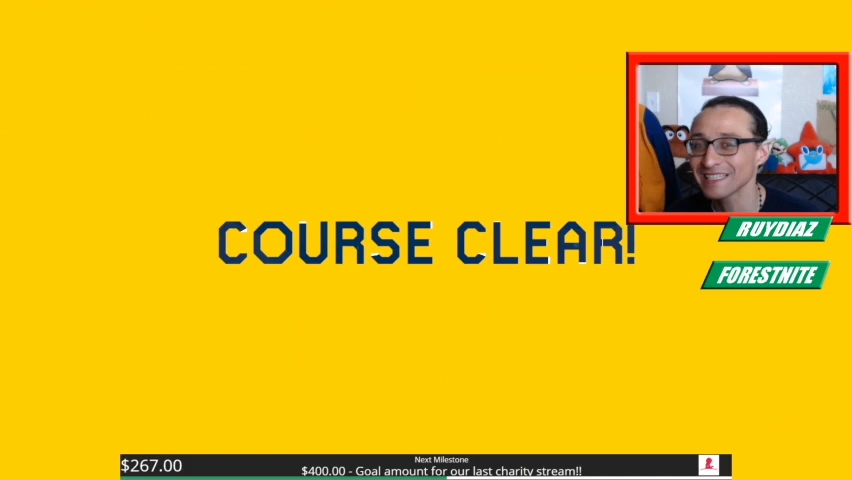 COURSE CLEAR!
RUYDIAZ
FORESTNITE
$267.00
Next Milestone
$400.00 - Goal amount for our last charity stream!!